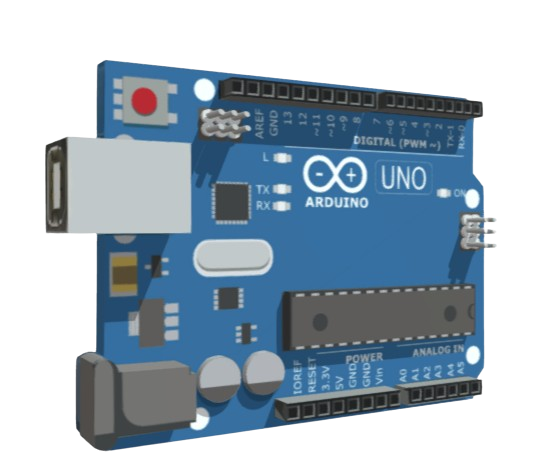 AREF
GND
13
12
~11
~10
~9
8
7
~6
~5
4
~3
2
TX-1
RX-0
DIGITAL (PWM ~)
L
TX
RX
- +
UNO
ON
ARDUINO
POWER
ANALOG IN
IOREF
RESET
3.3V
5V
GND
GND
Vin
A0
A1
A2
A3
A4
A5